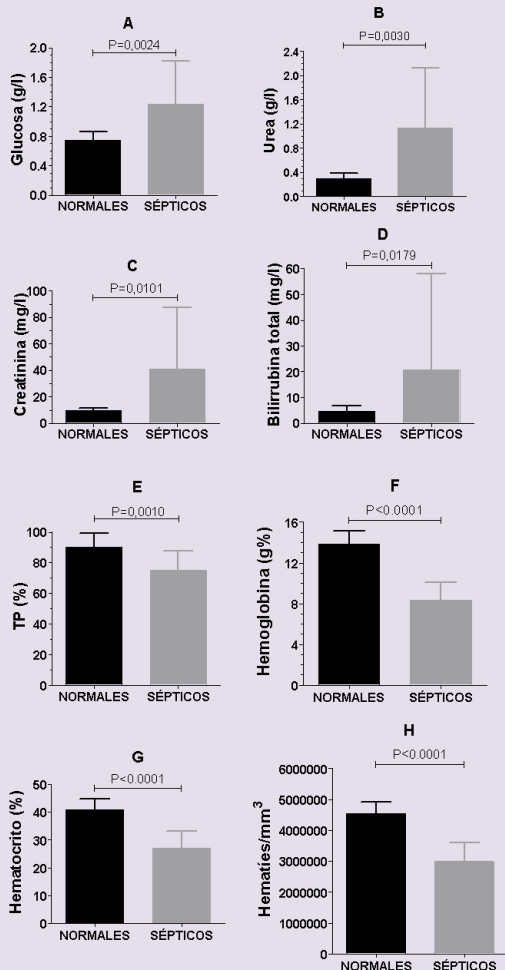 A
P=0,0024
Glucosa (g/l)
2.0
1.6
1.2
0.8
0.4
0.0
NORMALES SÉPTICOS
B
P=,0030
Urea (g/l)
2.4
2.0
1.6
1.2
0.8
0.4
0.0
NORMALES SÉPTICOS
C
P=0,0101
Creatinina (mg/l)
100
80
60
40
20
0
NORMALES SÉPTICOS
D
P=0,0179
Bilirrubina total (mg/l)
60
50
40
30
20
10
0
NORMALES SÉPTICOS
E
P=0,0010
TP (%)
100
80
60
40
20
0
NORMALES SÉPTICOS
F
P<0.0001
Hemoglobina (g%)
16
12
8
4
0
NORMALES SÉPTICOS
G
P<0.0001
Hematocrito (%)
50
40
30
20
10
0
NORMALES SÉPTICOS
H
P<0.0001
Hematíes/mm³
6000000
5000000
4000000
3000000
2000000
1000000
0
NORMALES SÉPTICOS